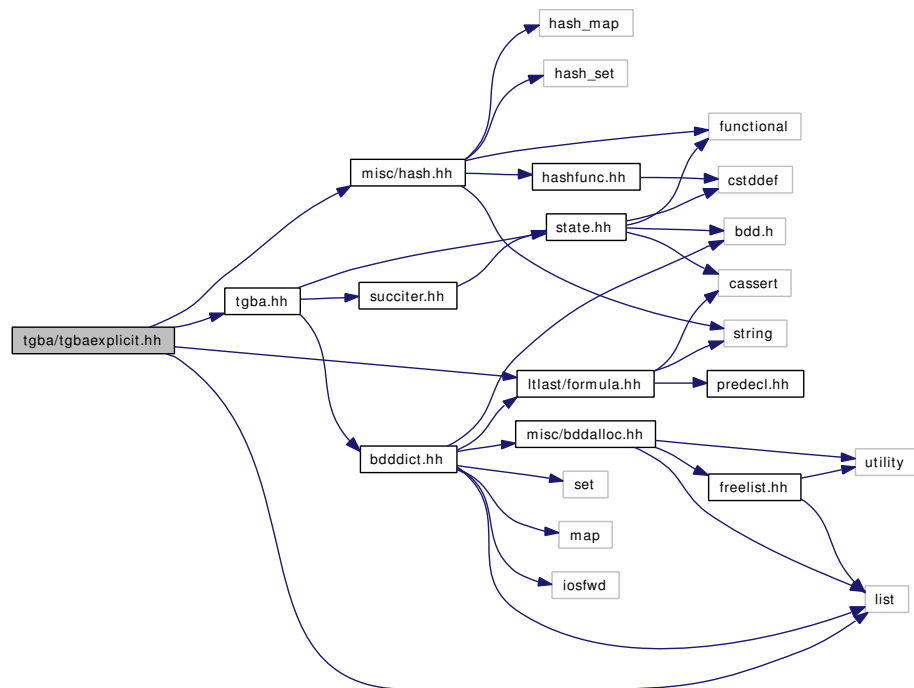 hash_map
hash_set
functional
misc/hash.hh
hashfunc.hh
cstddef
state.hh
bdd.h
cassert
tgba.hh
succiter.hh
string
tgba/tgbaexplicit.hh
ltlast/formula.hh
predecl.hh
misc/bddalloc.hh
bdddict.hh
utility
set
freelist.hh
map
iosfwd
list